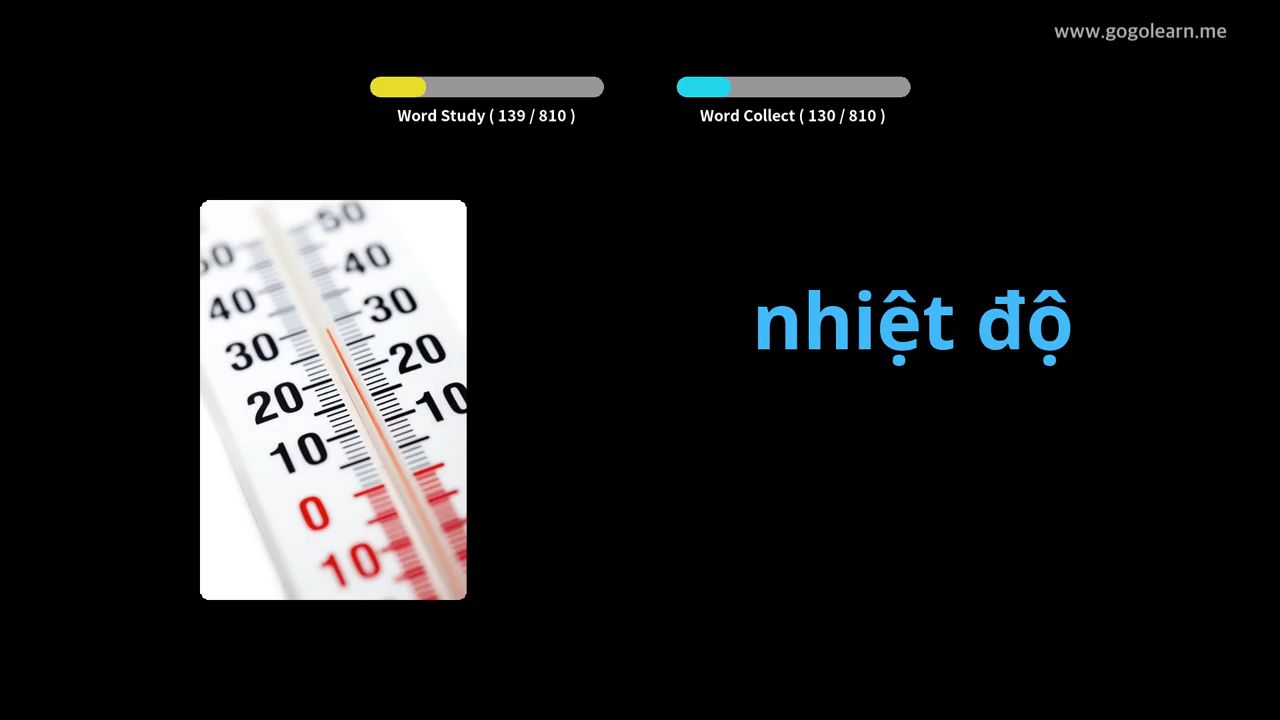 www.gogolearn.me
Word Study ( 139 / 810 )
Word Collect ( 130 / 810 )
nhiệt độ
50
40
40
30
30
20
20
10
10
0
10